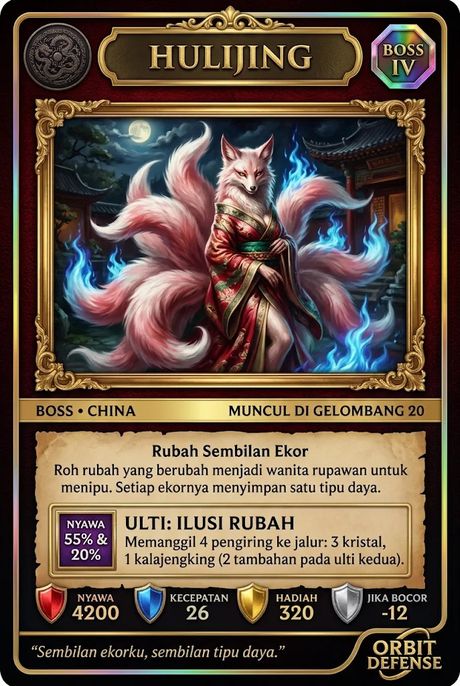 HULIJING
BOSS
IV
BOSS • CHINA
MUNCUL DI GELOMBANG 20
Rubah Sembilan Ekor
Roh rubah yang berubah menjadi wanita rupawan untuk
menipu. Setiap ekornya menyimpan satu tipu daya.
NYAWA
55% &
20%
ULTI: ILUSI RUBAH
Memanggil 4 pengiring ke jalur: 3 kristal,
1 kalajengking (2 tambahan pada ulti kedua).
NYAWA
4200
KECEPATAN
26
HADIAH
320
JIKA BOCOR
-12
“Sembilan ekorku, sembilan tipu daya.”
ORBIT
DEFENSE